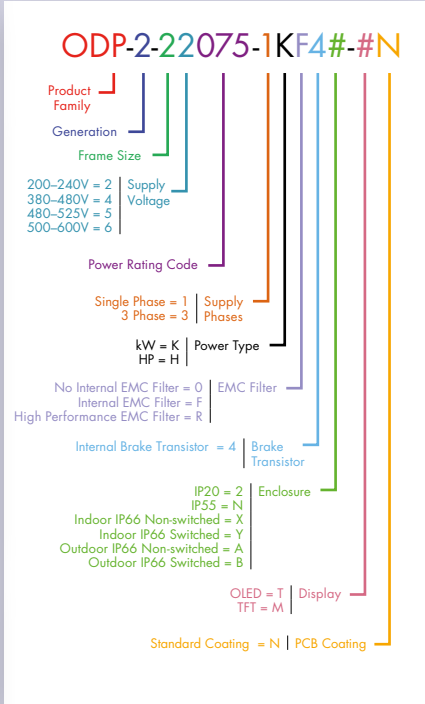 ODP-2-22075-1KF4#-#N
Product
Family
Generation
Frame Size
200–240V = 2
380–480V = 4
480–525V = 5
500–600V = 6
Supply
Voltage
Power Rating Code
Single Phase = 1
3 Phase = 3
Supply
Phases
kW = K
HP = H
Power Type
No Internal EMC Filter = 0
Internal EMC Filter = F
High Performance EMC Filter = R
EMC Filter
Internal Brake Transistor = 4
Brake
Transistor
IP20 = 2
IP55 = N
Indoor IP66 Non-switched = X
Indoor IP66 Switched = Y
Outdoor IP66 Non-switched = A
Outdoor IP66 Switched = B
Enclosure
OLED = T
TFT = M
Display
Standard Coating = N
PCB Coating